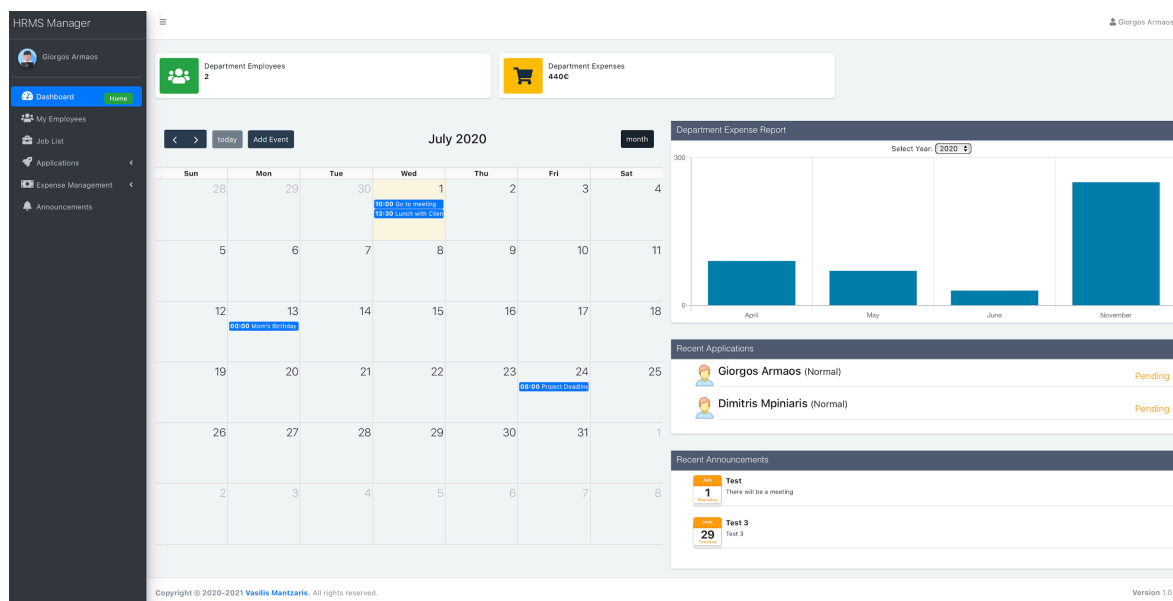 HRMS Manager
Giorgos Armaos
Giorgos Armaos
Dashboard Home
My Employees
Job List
Applications
Expense Management
Announcements
Department Employees
2
Department Expenses
440€
today Add Event July 2020 month
Sun Mon Tue Wed Thu Fri Sat
28 29 30 1 2 3 4
10:00 Go to meeting
13:30 Lunch with Clien
5 6 7 8 9 10 11
12 13 14 15 16 17 18
00:00 Mom's Birthday
19 20 21 22 23 24 25
08:00 Project Deadline
26 27 28 29 30 31 1
2 3 4 5 6 7 8
Department Expense Report
Select Year: 2020
300
0
April May June November
Recent Applications
Giorgos Armaos (Normal) Pending
Dimitris Mpiniaris (Normal) Pending
Recent Announcements
July
1
Thursday
Test
There will be a meeting
June
29
Tuesday
Test 3
Test 3
Copyright © 2020-2021 Vasilis Mantzaris. All rights reserved.
Version 1.0.